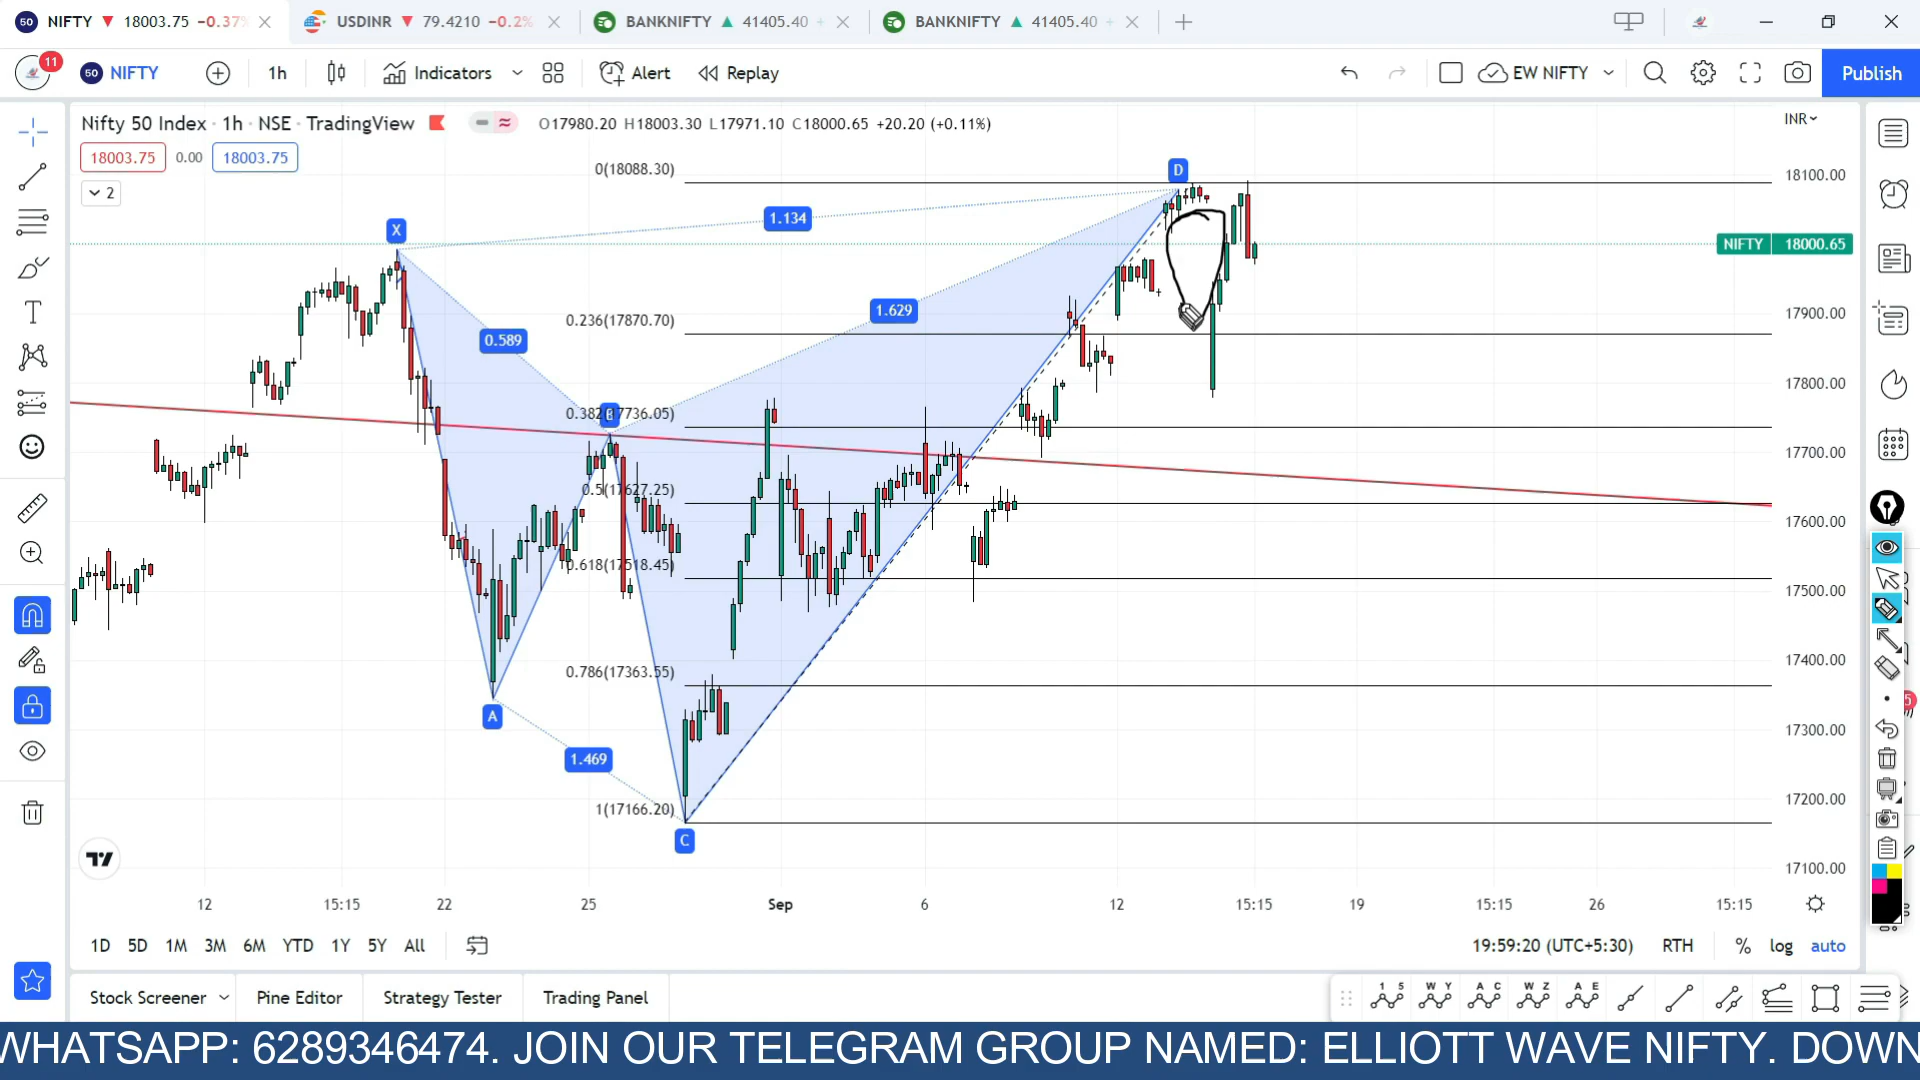 50 NIFTY ▼ 18003.75 −0.37%
USDINR ▼ 79.4210 −0.2%
BANKNIFTY ▲ 41405.40 +
BANKNIFTY ▲ 41405.40 +
11 50 NIFTY 1h Indicators Alert Replay EW NIFTY Publish
Nifty 50 Index · 1h · NSE · TradingView O17980.20 H18003.30 L17971.10 C18000.65 +20.20 (+0.11%)
INR
18003.75 0.00 18003.75
2
0(18088.30)
D
18100.00
1.134
X
NIFTY 18000.65
1.629
0.236(17870.70)
17900.00
0.589
17800.00
0.382(17736.05)
17700.00
0.5(17627.25)
17600.00
0.618(17518.45)
17500.00
0.786(17363.55)
17400.00
A
17300.00
1.469
17200.00
1(17166.20)
C
17100.00
12 15:15 22 25 Sep 6 12 15:15 19 15:15 26 15:15
1D 5D 1M 3M 6M YTD 1Y 5Y All
19:59:20 (UTC+5:30) RTH % log auto
Stock Screener Pine Editor Strategy Tester Trading Panel
1 5 W Y A C W Z A E
WHATSAPP: 6289346474. JOIN OUR TELEGRAM GROUP NAMED: ELLIOTT WAVE NIFTY. DOWN